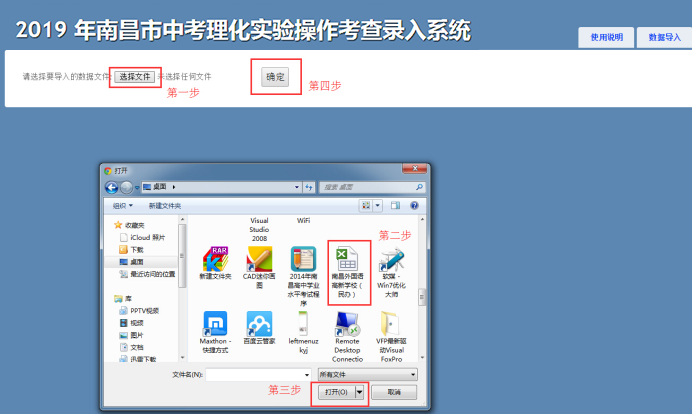 2019 年南昌市中考理化实验操作考查录入系统
使用说明
数据导入
请选择要导入的数据文件: 选择文件 未选择任何文件
确定
第一步
第四步
打开
桌面
搜索 桌面
组织
新建文件夹
收藏夹
iCloud 照片
下载
桌面
最近访问的位置
库
PPTV视频
视频
图片
文档
迅雷下载
Visual
Studio
2008
WiFi
第二步
新建文件夹
CAD迷你画
图
2014年南
昌高中学业
水平考试程
序
南昌外国语
高新学校（
民办）
软媒 -
Win7优化
大师
Maxthon -
快捷方式
百度云管家
leftmenuz
kyj
Remote
Desktop
Connectio
VFP最新驱
动Visual
FoxPro
文件名(N):
所有文件
第三步
打开(O)
取消